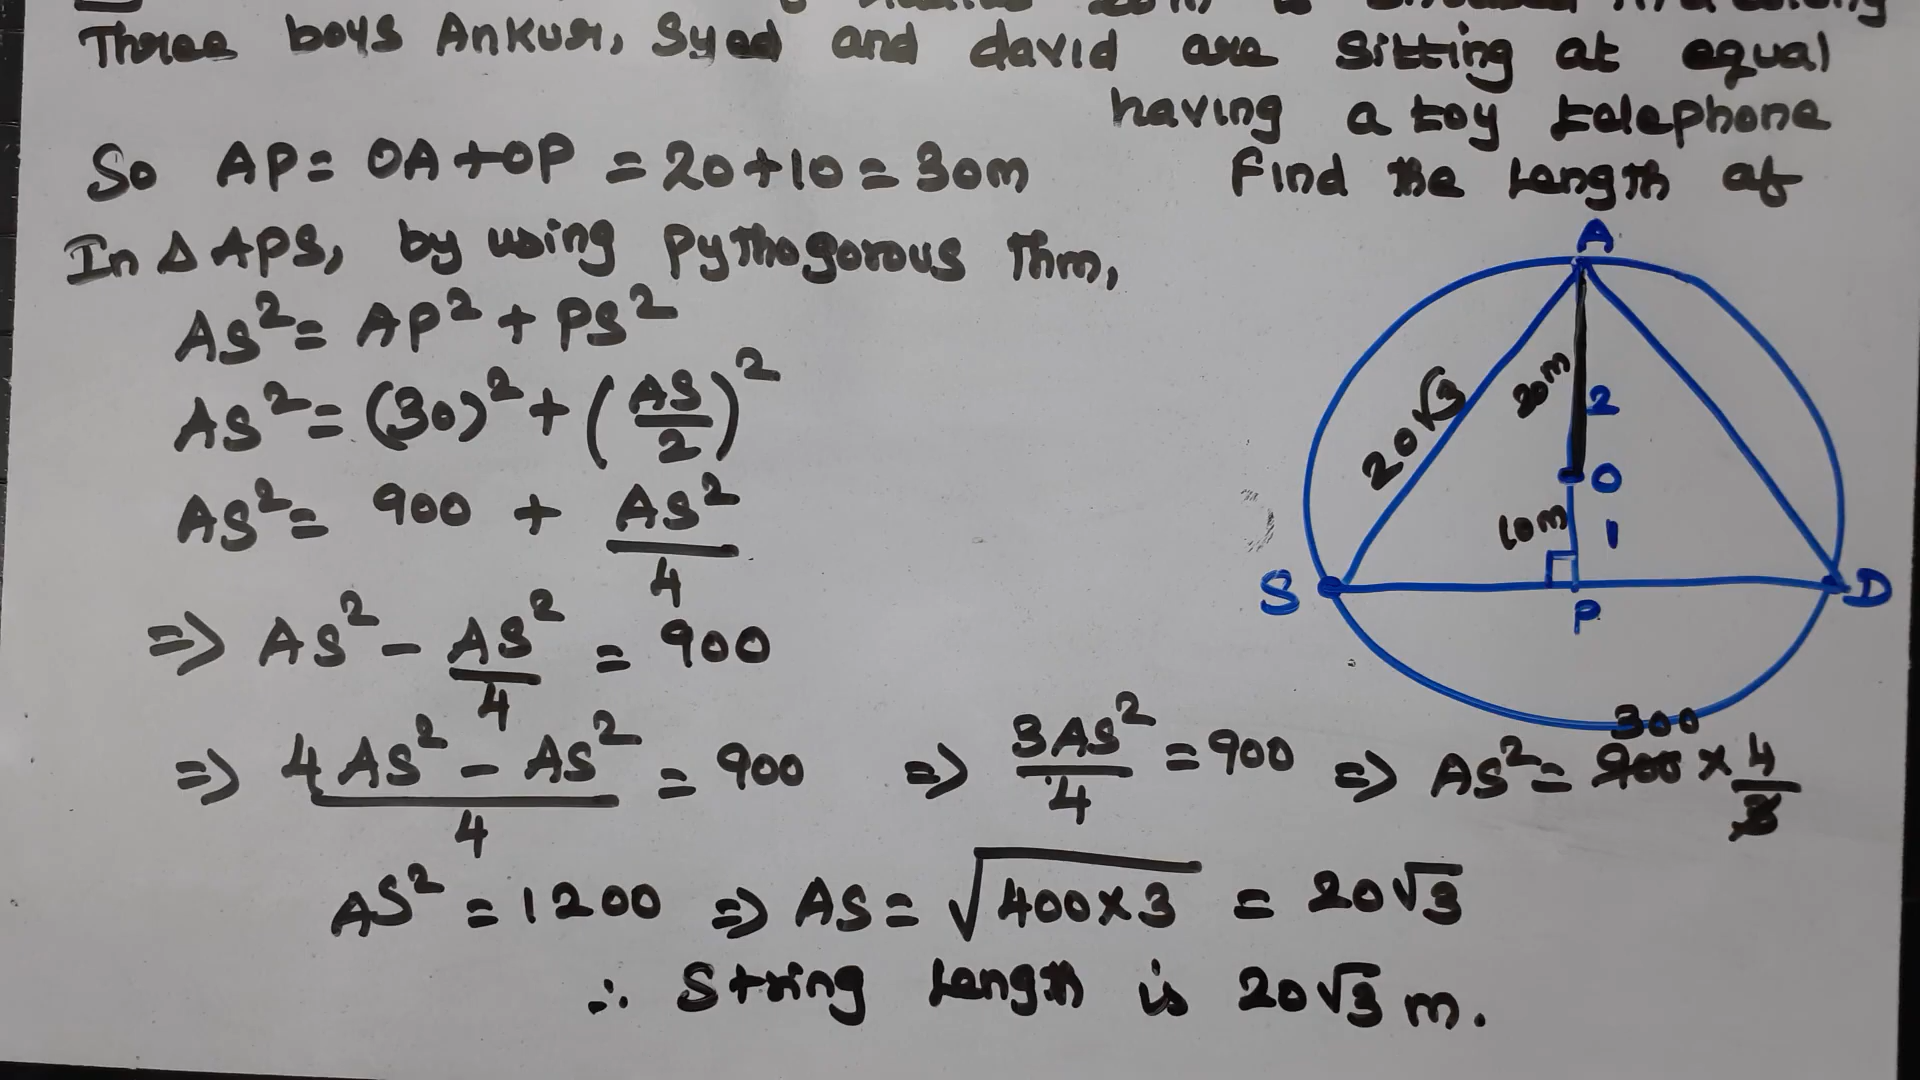 Three boys Ankur, Syed and david are sitting at equal
having a toy telephone
Find the Length of
So AP = OA + OP = 20 + 10 = 30m
In Δ APS, by using pythogorous Thm,
AS² = AP² + PS²
AS² = (30)² + (AS/2)²
AS² = 900 + AS²/4
=> AS² - AS²/4 = 900
=> 4AS² - AS²/4 = 900 => 3AS²/4 = 900 => AS² = 900 300 × 4/3
AS² = 1200 => AS = √400×3 = 20√3
∴ String Length is 20√3 m.
A
20√3
20m
2
O
10m
1
S
P
D